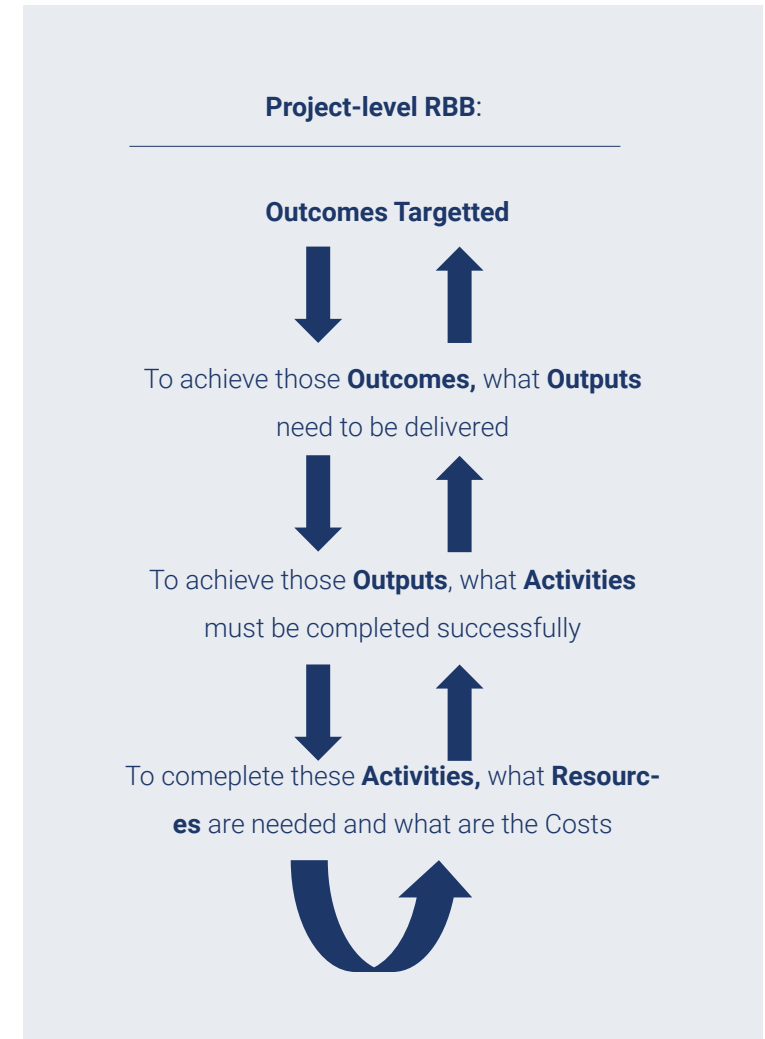 Project-level RBB:
Outcomes Targetted
To achieve those Outcomes, what Outputs
need to be delivered
To achieve those Outputs, what Activities
must be completed successfully
To comeplete these Activities, what Resourc-
es are needed and what are the Costs